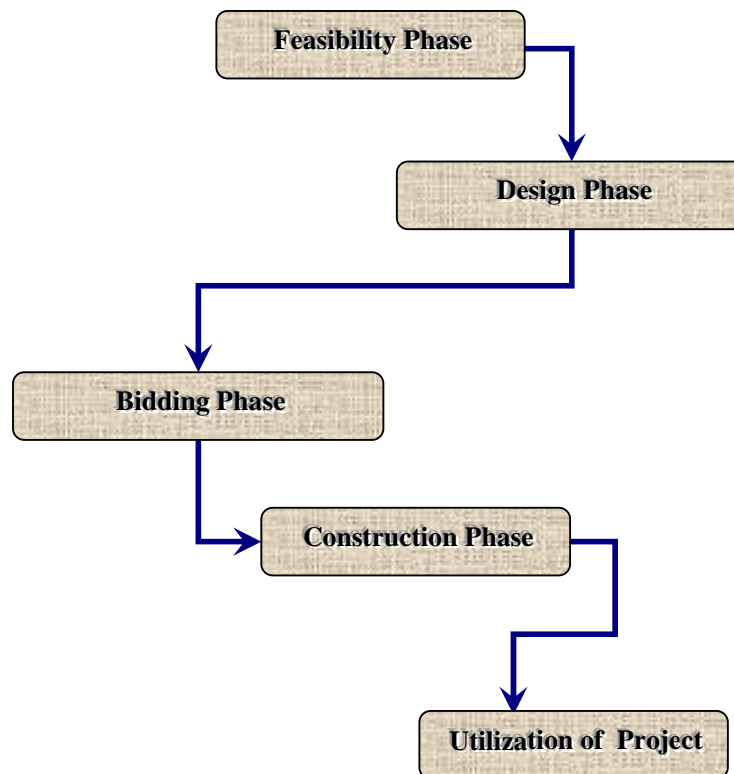 Feasibility Phase
Design Phase
Bidding Phase
Construction Phase
Utilization of Project